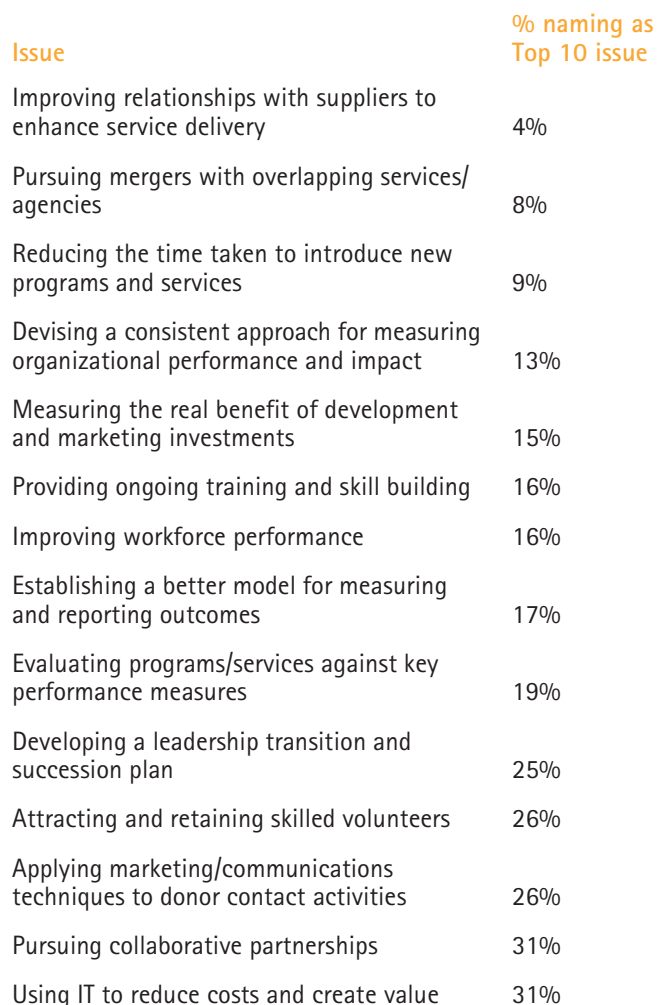 % naming as
Issue Top 10 issue
Improving relationships with suppliers to
enhance service delivery 4%
Pursuing mergers with overlapping services/
agencies 8%
Reducing the time taken to introduce new
programs and services 9%
Devising a consistent approach for measuring
organizational performance and impact 13%
Measuring the real benefit of development
and marketing investments 15%
Providing ongoing training and skill building 16%
Improving workforce performance 16%
Establishing a better model for measuring
and reporting outcomes 17%
Evaluating programs/services against key
performance measures 19%
Developing a leadership transition and
succession plan 25%
Attracting and retaining skilled volunteers 26%
Applying marketing/communications
techniques to donor contact activities 26%
Pursuing collaborative partnerships 31%
Using IT to reduce costs and create value 31%